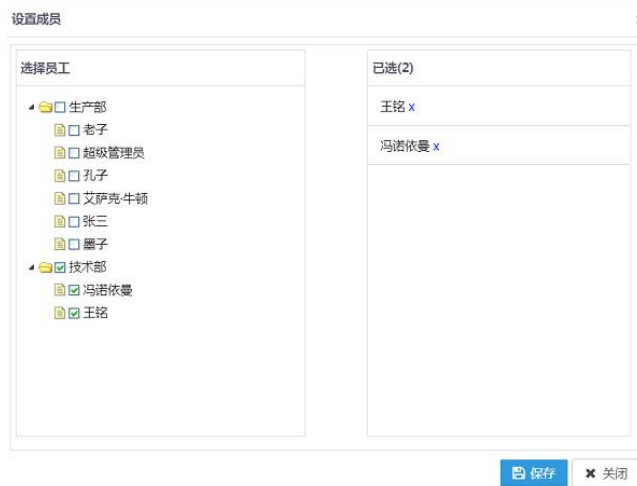 设置成员
选择员工
生产部
老子
超级管理员
孔子
艾萨克·牛顿
张三
墨子
技术部
冯诺依曼
王铭
已选(2)
王铭 x
冯诺依曼 x
保存
关闭